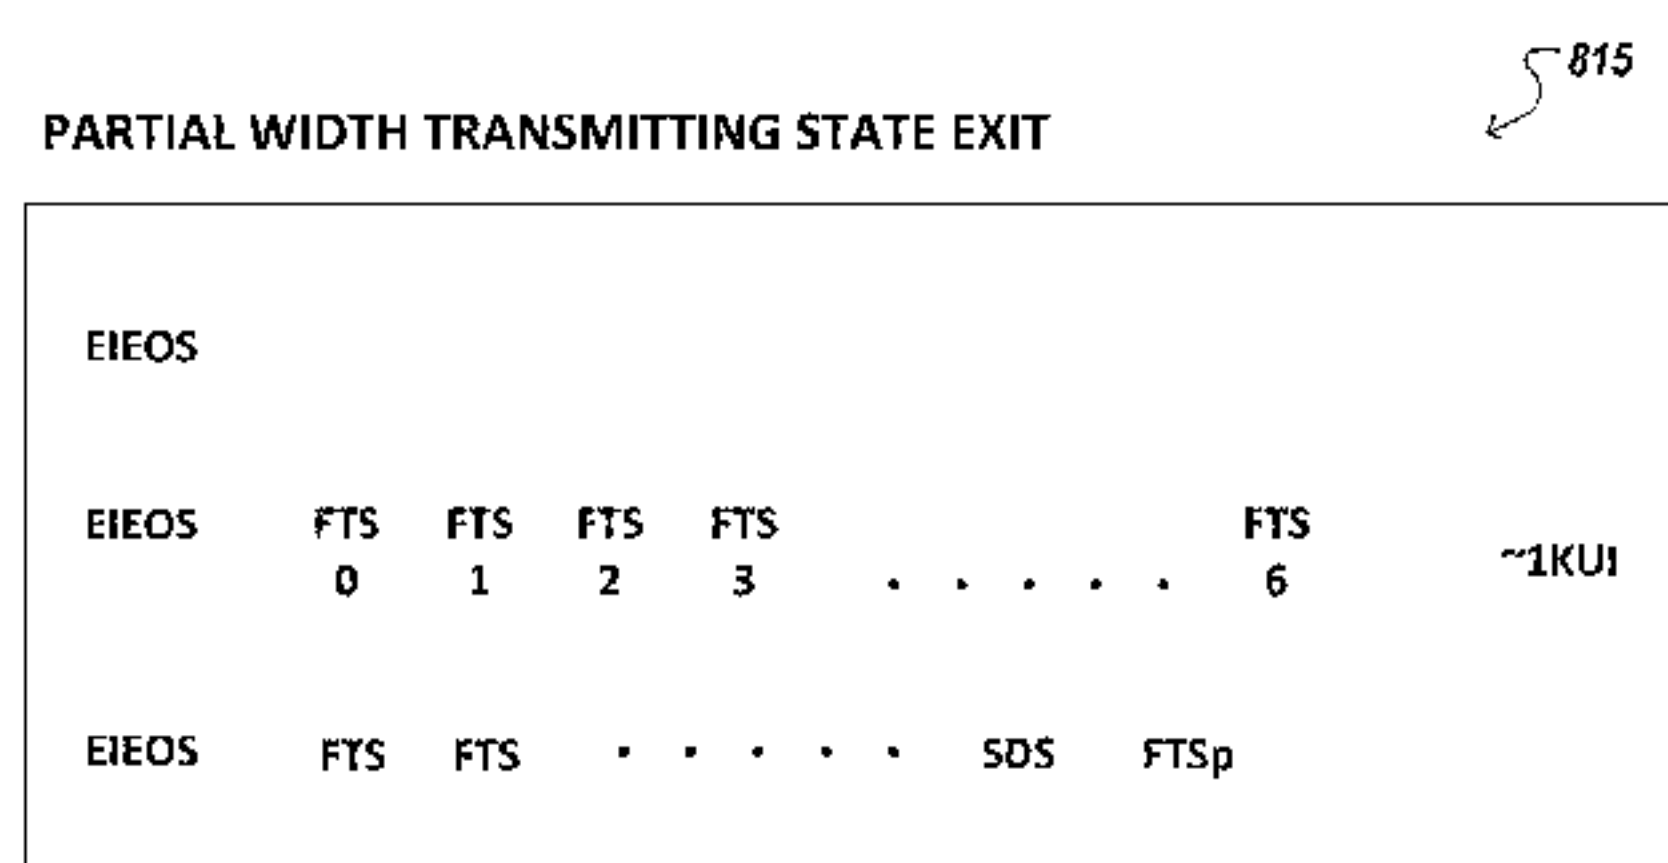 815
PARTIAL WIDTH TRANSMITTING STATE EXIT
EIEOS
EIEOS FTS FTS FTS FTS FTS
0 1 2 3 . . . . . 6 ~1KUI
EIEOS FTS FTS . . . . . SDS FTSp